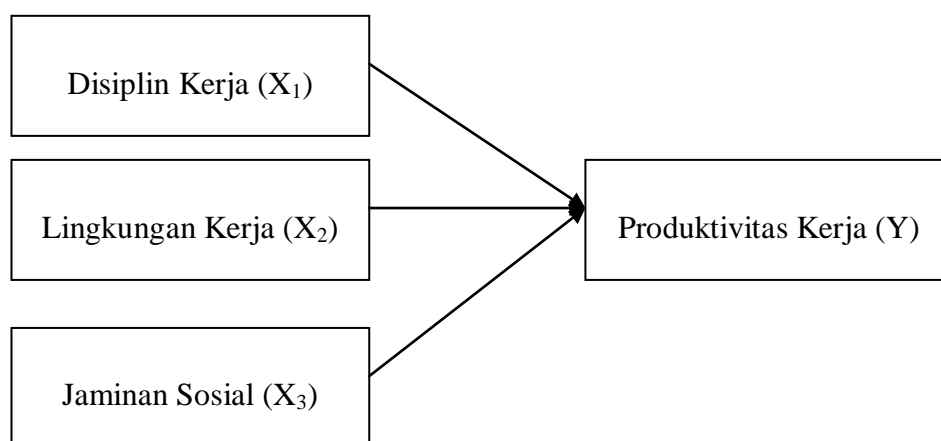 Disiplin Kerja (X₁)
Lingkungan Kerja (X₂)
Produktivitas Kerja (Y)
Jaminan Sosial (X₃)